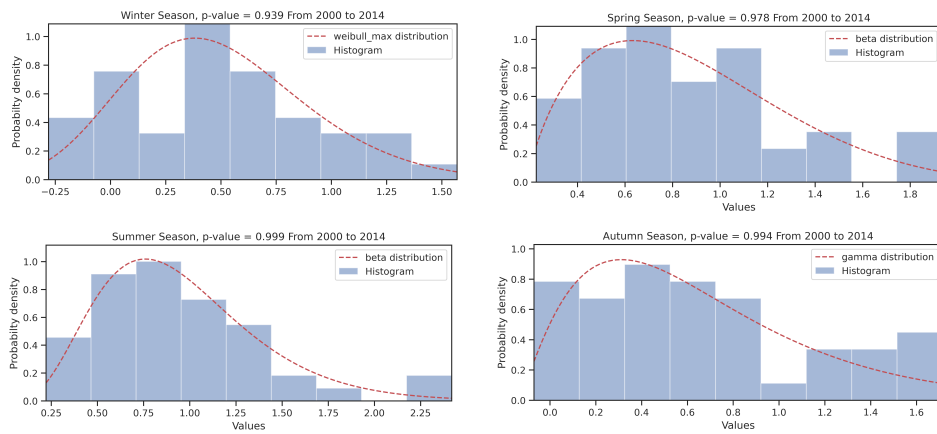 Winter Season, p-value = 0.939 From 2000 to 2014
weibull_max distribution
Histogram
Probabilty density
1.0
0.8
0.6
0.4
0.2
0.0
−0.25 0.00 0.25 0.50 0.75 1.00 1.25 1.50
Spring Season, p-value = 0.978 From 2000 to 2014
beta distribution
Histogram
Probabilty density
1.0
0.8
0.6
0.4
0.2
0.0
0.4 0.6 0.8 1.0 1.2 1.4 1.6 1.8
Values
Summer Season, p-value = 0.999 From 2000 to 2014
beta distribution
Histogram
Probabilty density
1.0
0.8
0.6
0.4
0.2
0.0
0.25 0.50 0.75 1.00 1.25 1.50 1.75 2.00 2.25
Values
Autumn Season, p-value = 0.994 From 2000 to 2014
gamma distribution
Histogram
Probabilty density
1.0
0.8
0.6
0.4
0.2
0.0
0.0 0.2 0.4 0.6 0.8 1.0 1.2 1.4 1.6
Values